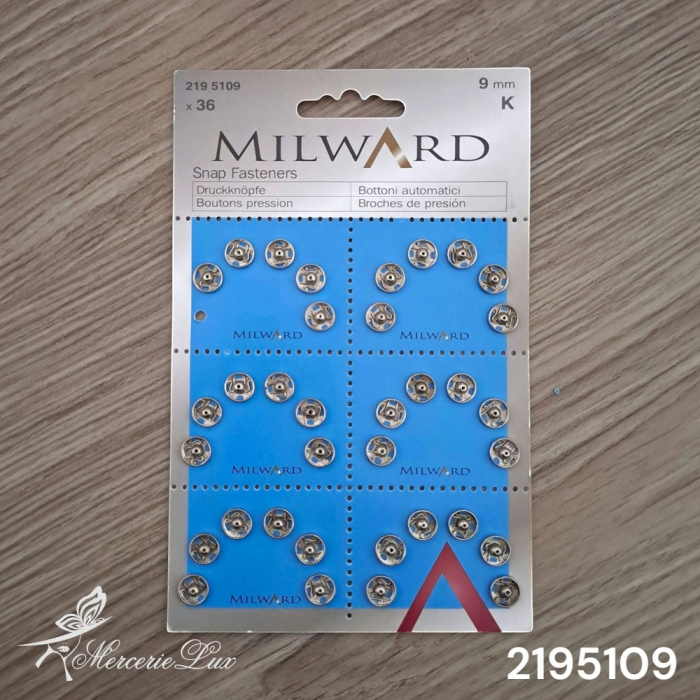 219 5109
9 mm
x 36
K
MILWARD
Snap Fasteners
Druckknöpfe
Bottoni automatici
Boutons pression
Broches de presión
MILWARD
MILWARD
MILWARD
MILWARD
MILWARD
MercerieLux
2195109